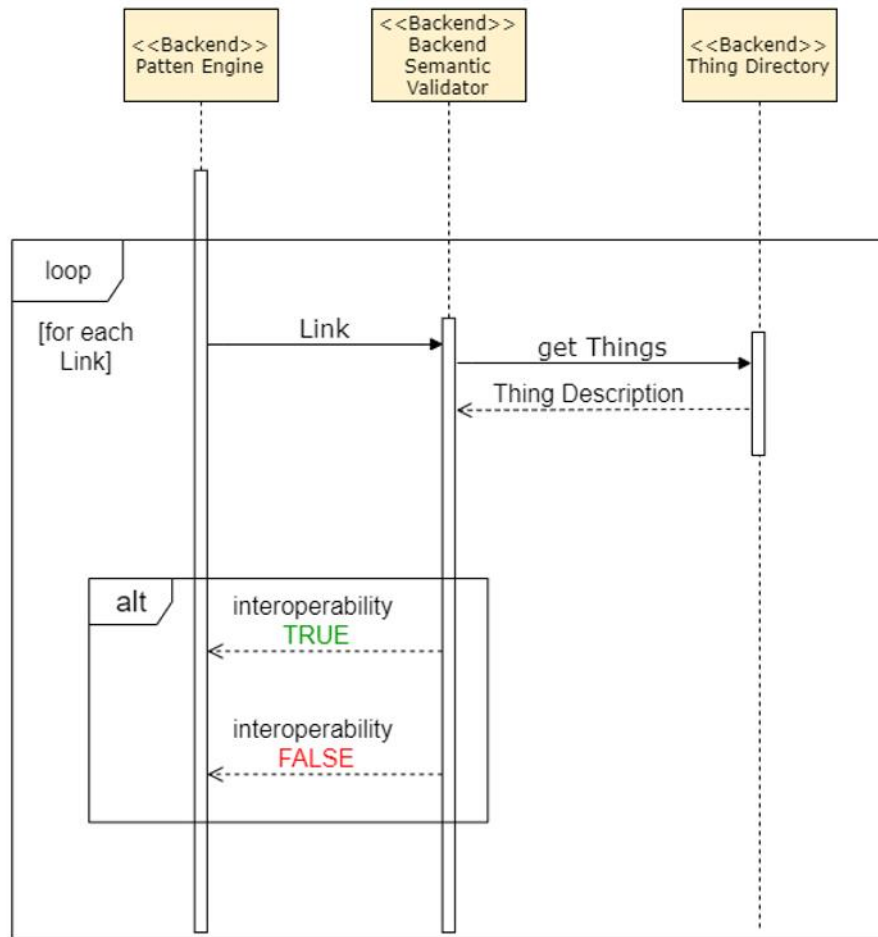 <<Backend>>
Patten Engine
<<Backend>>
Backend
Semantic
Validator
<<Backend>>
Thing Directory
loop
[for each
Link]
Link
get Things
Thing Description
alt
interoperability
TRUE
interoperability
FALSE